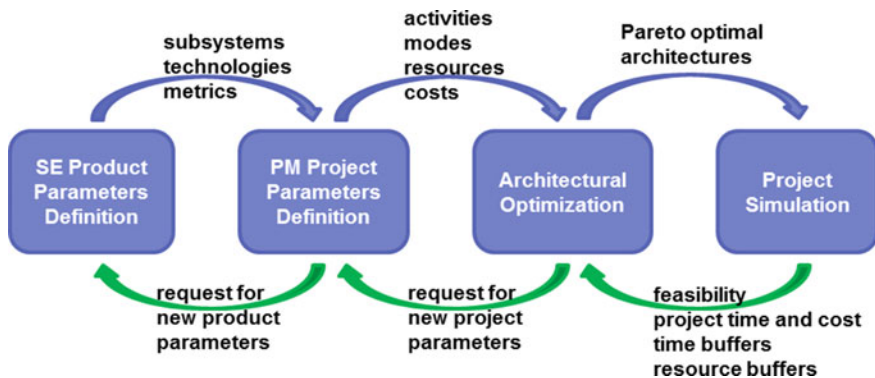 subsystems
technologies
metrics
activities
modes
resources
costs
Pareto optimal
architectures
SE Product
Parameters
Definition
PM Project
Parameters
Definition
Architectural
Optimization
Project
Simulation
request for
new product
parameters
request for
new project
parameters
feasibility
project time and cost
time buffers
resource buffers